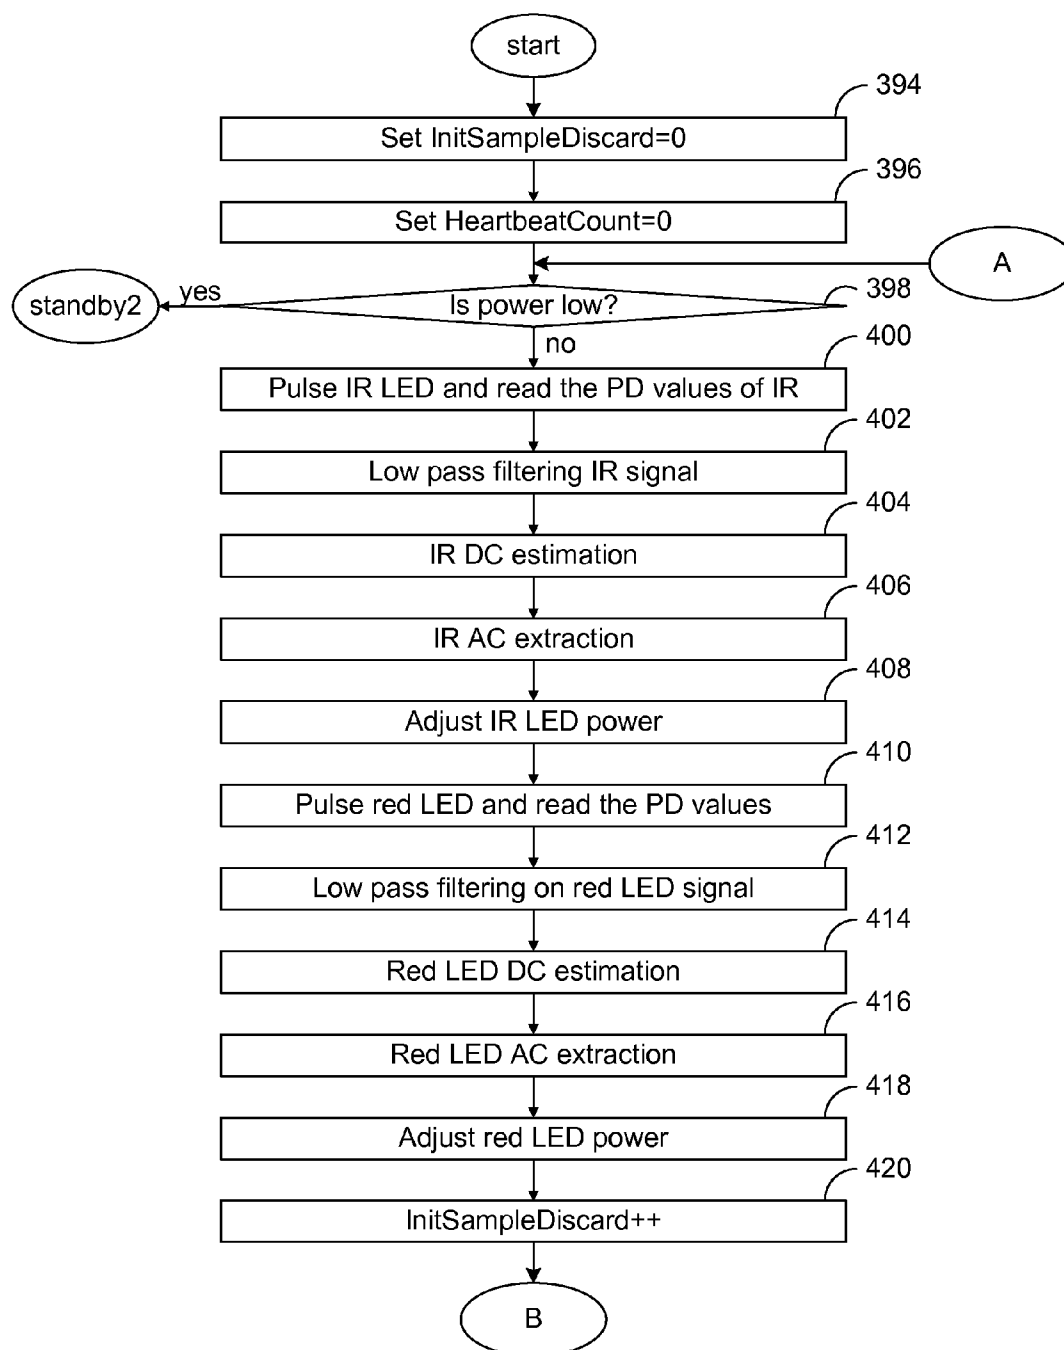 start
394
Set InitSampleDiscard=0
396
Set HeartbeatCount=0
A
standby2
yes
Is power low?
398
no
400
Pulse IR LED and read the PD values of IR
402
Low pass filtering IR signal
404
IR DC estimation
406
IR AC extraction
408
Adjust IR LED power
410
Pulse red LED and read the PD values
412
Low pass filtering on red LED signal
414
Red LED DC estimation
416
Red LED AC extraction
418
Adjust red LED power
420
InitSampleDiscard++
B